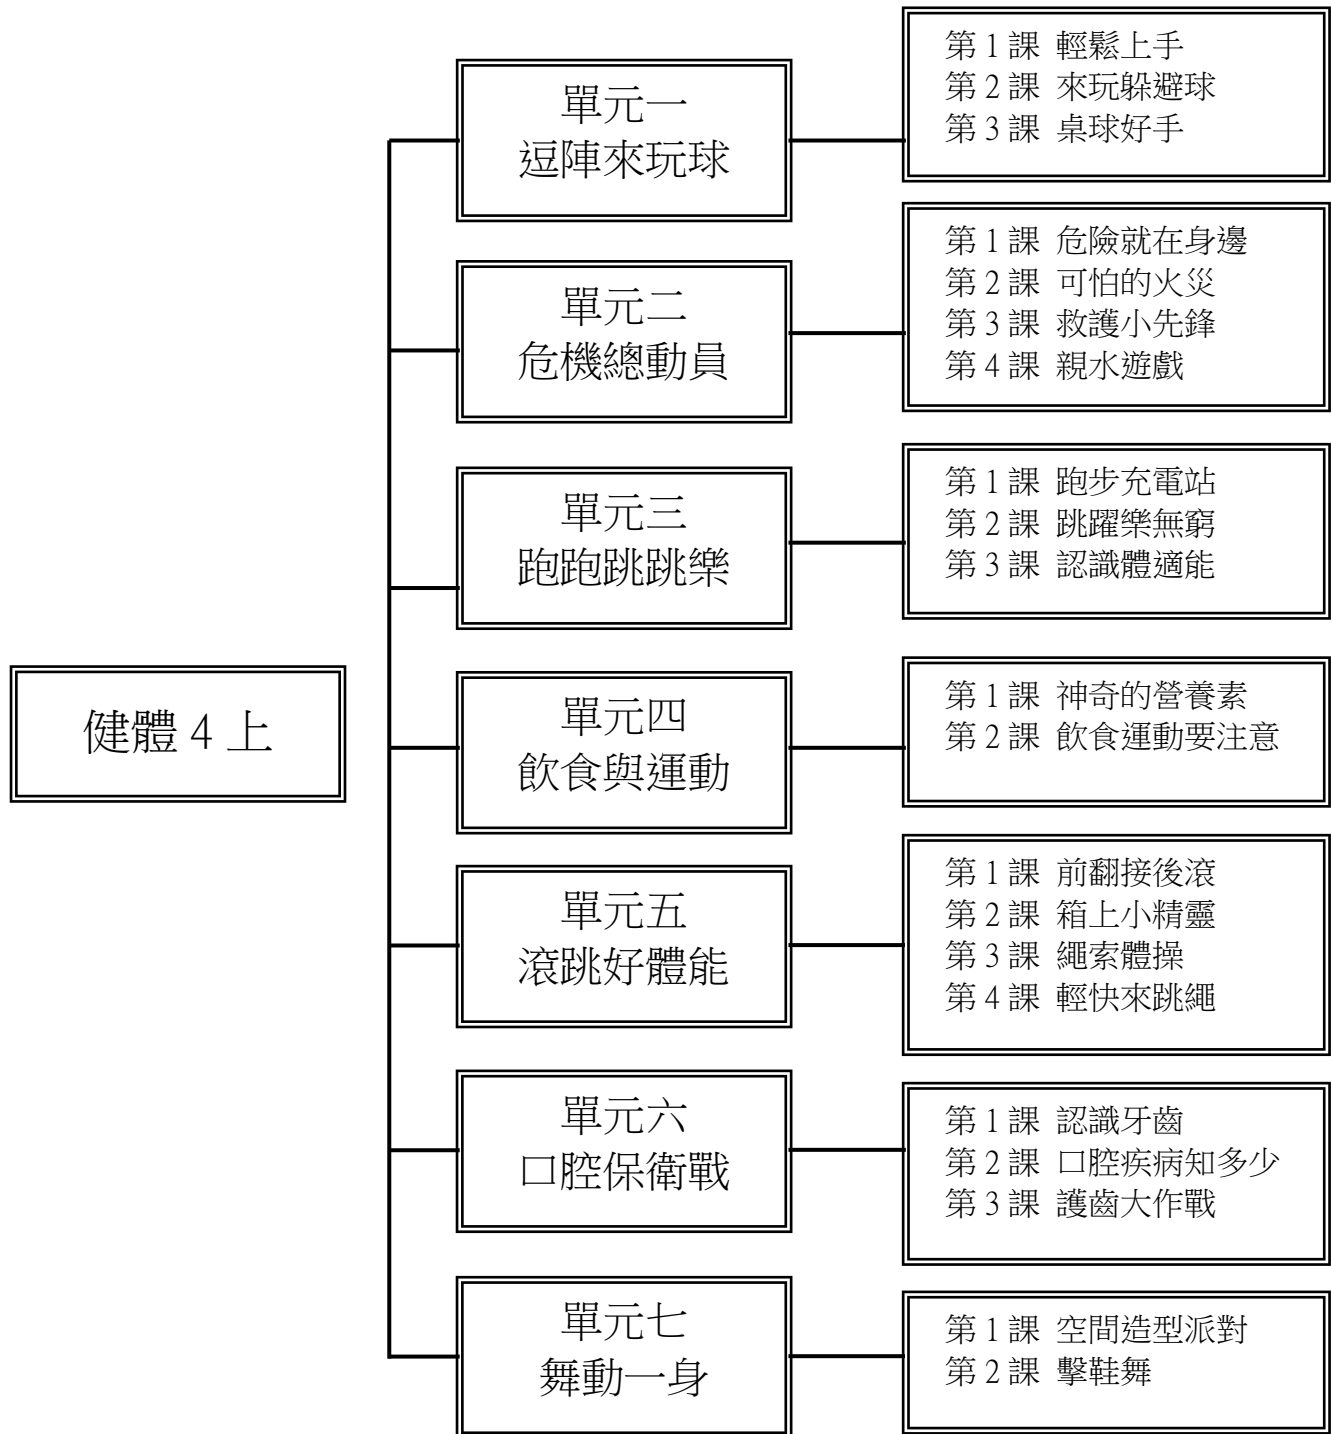 健體 4 上
單元一
逗陣來玩球
第 1 課 輕鬆上手
第 2 課 來玩躲避球
第 3 課 桌球好手
單元二
危機總動員
第 1 課 危險就在身邊
第 2 課 可怕的火災
第 3 課 救護小先鋒
第 4 課 親水遊戲
單元三
跑跑跳跳樂
第 1 課 跑步充電站
第 2 課 跳躍樂無窮
第 3 課 認識體適能
單元四
飲食與運動
第 1 課 神奇的營養素
第 2 課 飲食運動要注意
單元五
滾跳好體能
第 1 課 前翻接後滾
第 2 課 箱上小精靈
第 3 課 繩索體操
第 4 課 輕快來跳繩
單元六
口腔保衛戰
第 1 課 認識牙齒
第 2 課 口腔疾病知多少
第 3 課 護齒大作戰
單元七
舞動一身
第 1 課 空間造型派對
第 2 課 擊鞋舞